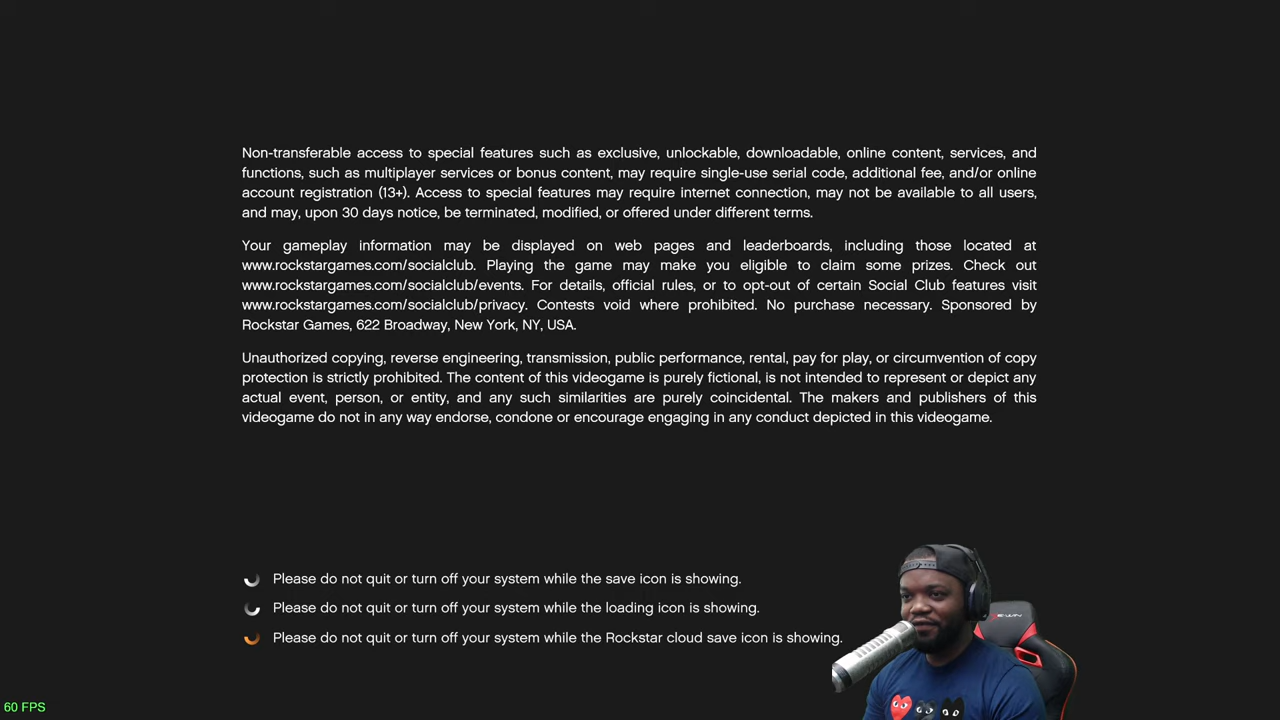 Non-transferable access to special features such as exclusive, unlockable, downloadable, online content, services, and
functions, such as multiplayer services or bonus content, may require single-use serial code, additional fee, and/or online
account registration (13+). Access to special features may require internet connection, may not be available to all users,
and may, upon 30 days notice, be terminated, modified, or offered under different terms.
Your gameplay information may be displayed on web pages and leaderboards, including those located at
www.rockstargames.com/socialclub. Playing the game may make you eligible to claim some prizes. Check out
www.rockstargames.com/socialclub/events. For details, official rules, or to opt-out of certain Social Club features visit
www.rockstargames.com/socialclub/privacy. Contests void where prohibited. No purchase necessary. Sponsored by
Rockstar Games, 622 Broadway, New York, NY, USA.
Unauthorized copying, reverse engineering, transmission, public performance, rental, pay for play, or circumvention of copy
protection is strictly prohibited. The content of this videogame is purely fictional, is not intended to represent or depict any
actual event, person, or entity, and any such similarities are purely coincidental. The makers and publishers of this
videogame do not in any way endorse, condone or encourage engaging in any conduct depicted in this videogame.
Please do not quit or turn off your system while the save icon is showing.
Please do not quit or turn off your system while the loading icon is showing.
Please do not quit or turn off your system while the Rockstar cloud save icon is showing.
60 FPS